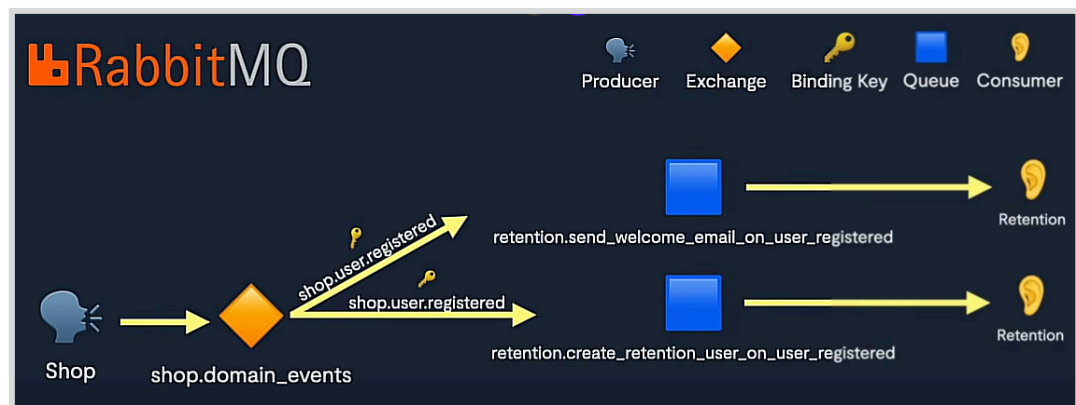 RabbitMQ
Producer
Exchange
Binding Key
Queue
Consumer
shop.user.registered
retention.send_welcome_email_on_user_registered
Retention
shop.user.registered
retention.create_retention_user_on_user_registered
Retention
Shop
shop.domain_events